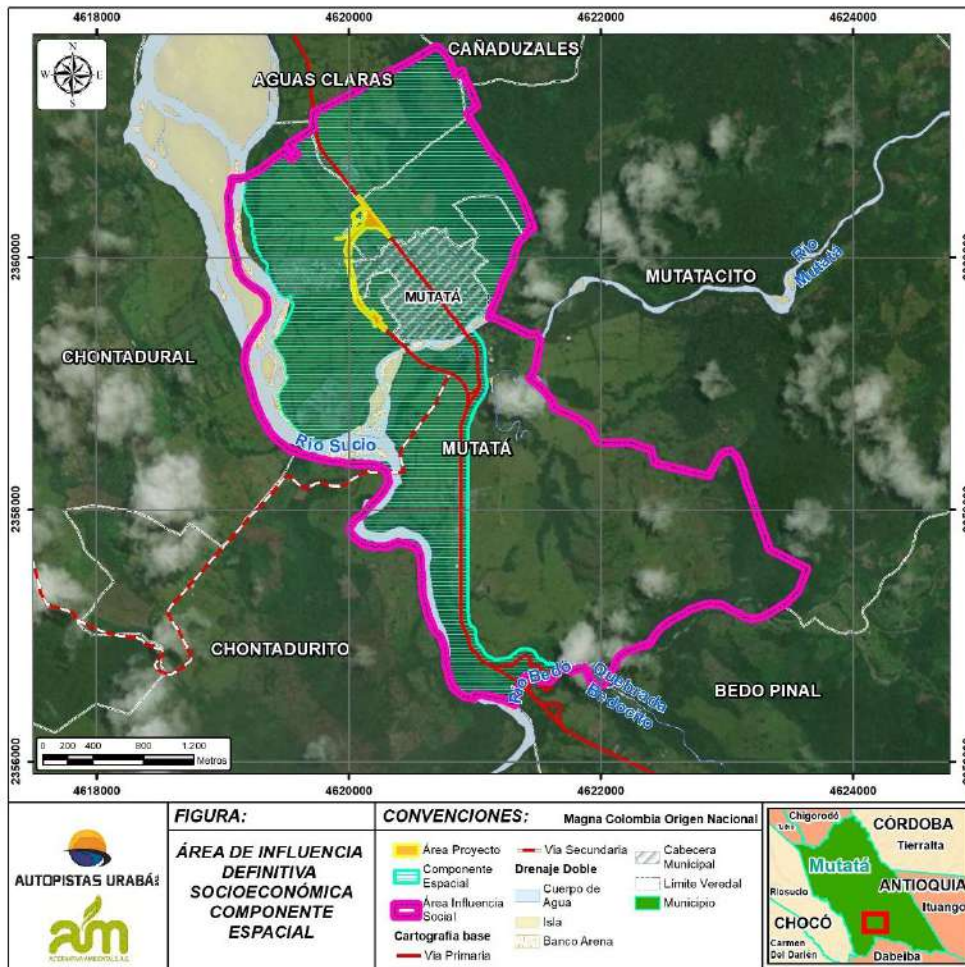 4618000 4620000 4622000 4624000
N
W E
S
CAÑADUZALES
AGUAS CLARAS
2360000
Río
Mutatá
MUTATACITO
MUTATÁ
CHONTADURAL
Río Sucio
MUTATÁ
2358000
CHONTADURITO
Río Bedó
Quebrada
Bedocito
BEDO PINAL
0 200 400 800 1.200
Metros
2356000
4618000 4620000 4622000 4624000
AUTOPISTAS URABÁ
am
FIGURA:
ÁREA DE INFLUENCIA
DEFINITIVA
SOCIOECONÓMICA
COMPONENTE
ESPACIAL
CONVENCIONES: Magna Colombia Origen Nacional
Área Proyecto
Componente
Espacial
Área Influencia
Social
Cartografía base
Vía Primaria
Vía Secundaria
Drenaje Doble
Cuerpo de
Agua
Isla
Banco Arena
Cabecera
Municipal
Límite Veredal
Municipio
Chigorodó
CÓRDOBA
Tierralta
Mutatá
ANTIOQUIA
Riosucio
Ituango
CHOCÓ
Carmen
Del Darién
Dabeiba